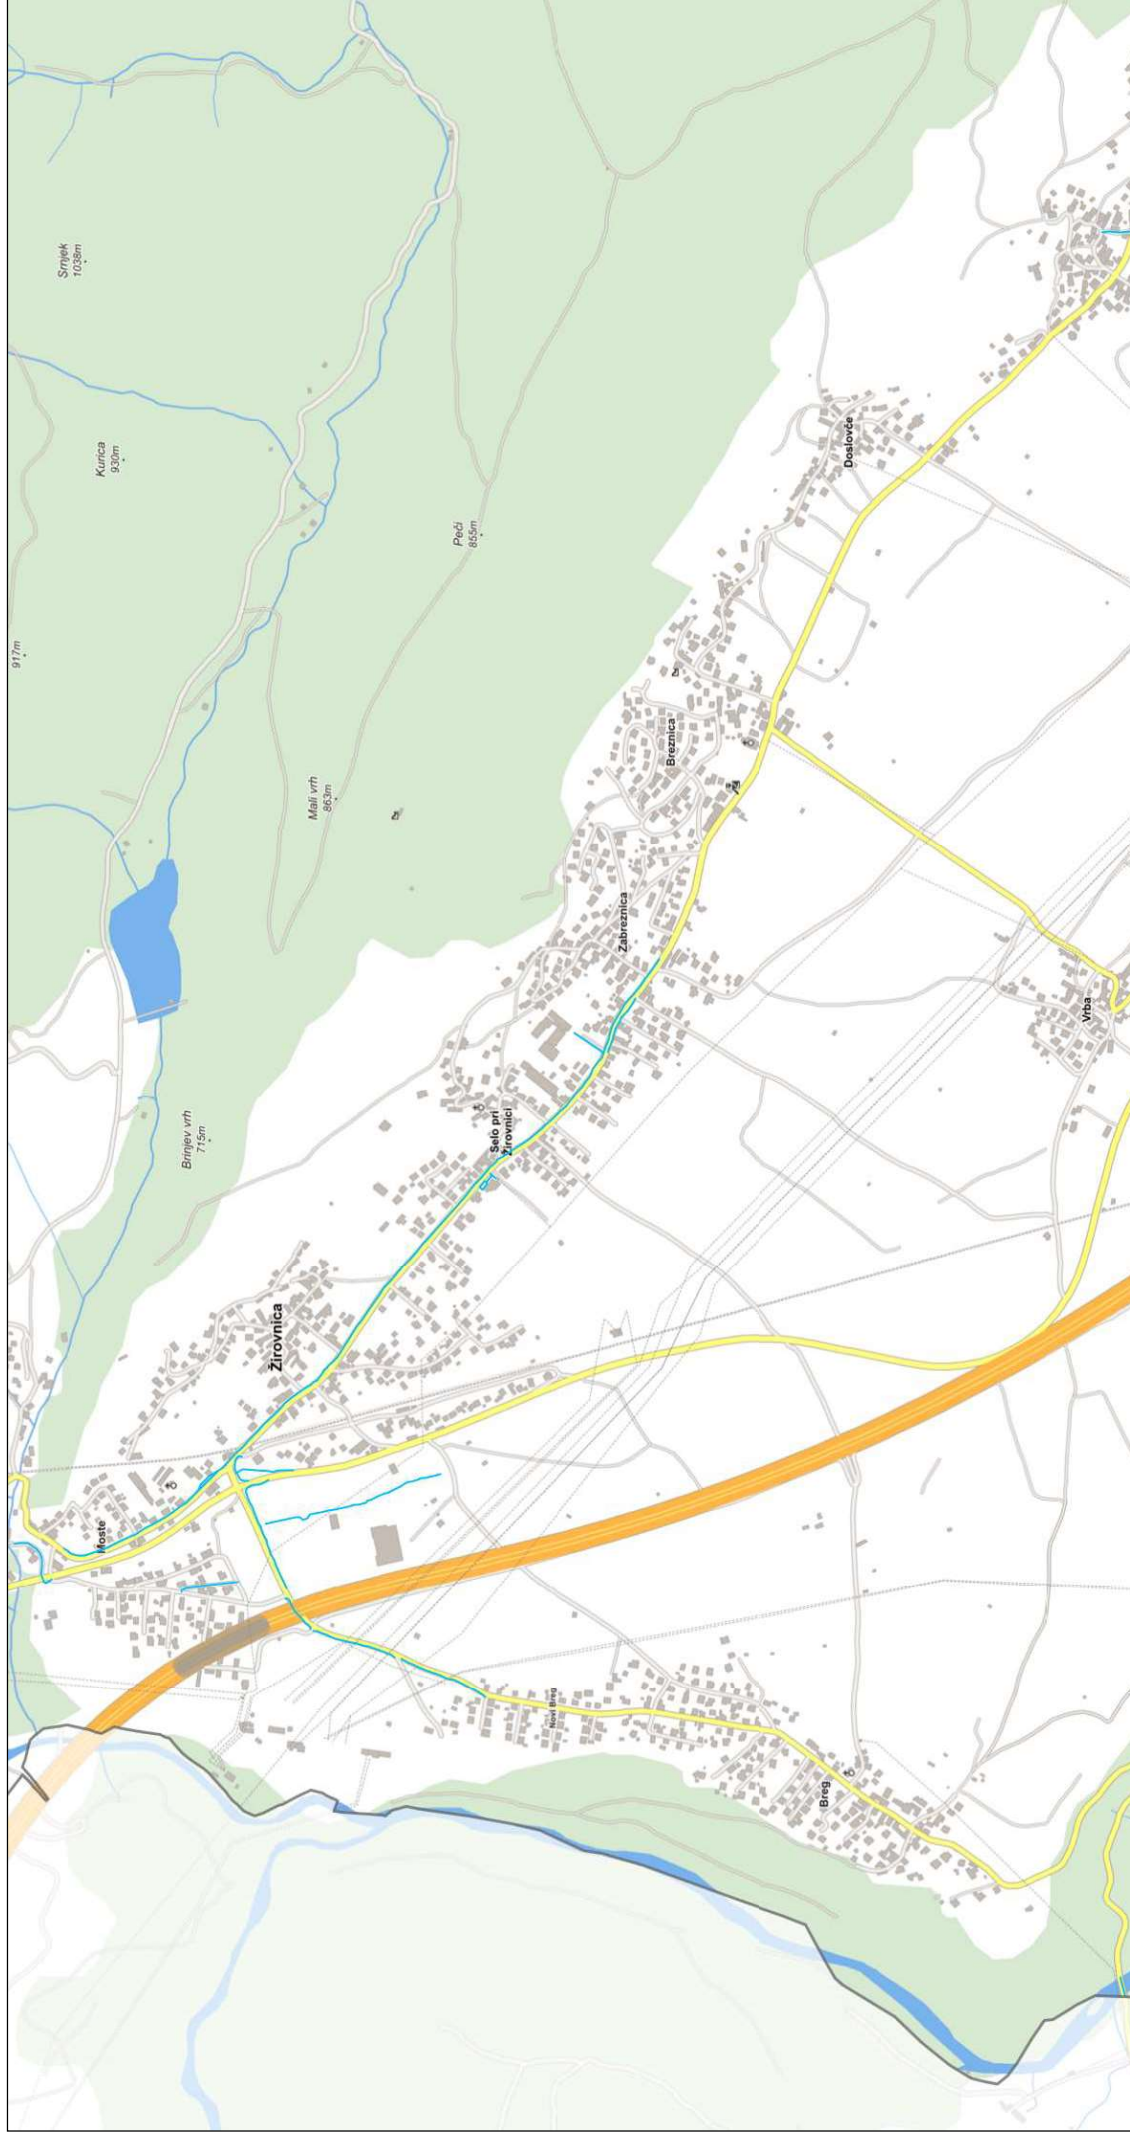 917m
Srnjek
1038m
Moste
Kurica
930m
Brinjev vrh
715m
Žirovnica
Mali vrh
863m
Peči
855m
Selo pri
Žirovnici
Novi Breg
Zabreznica
Breznica
Breg
Doslovče
Vrba